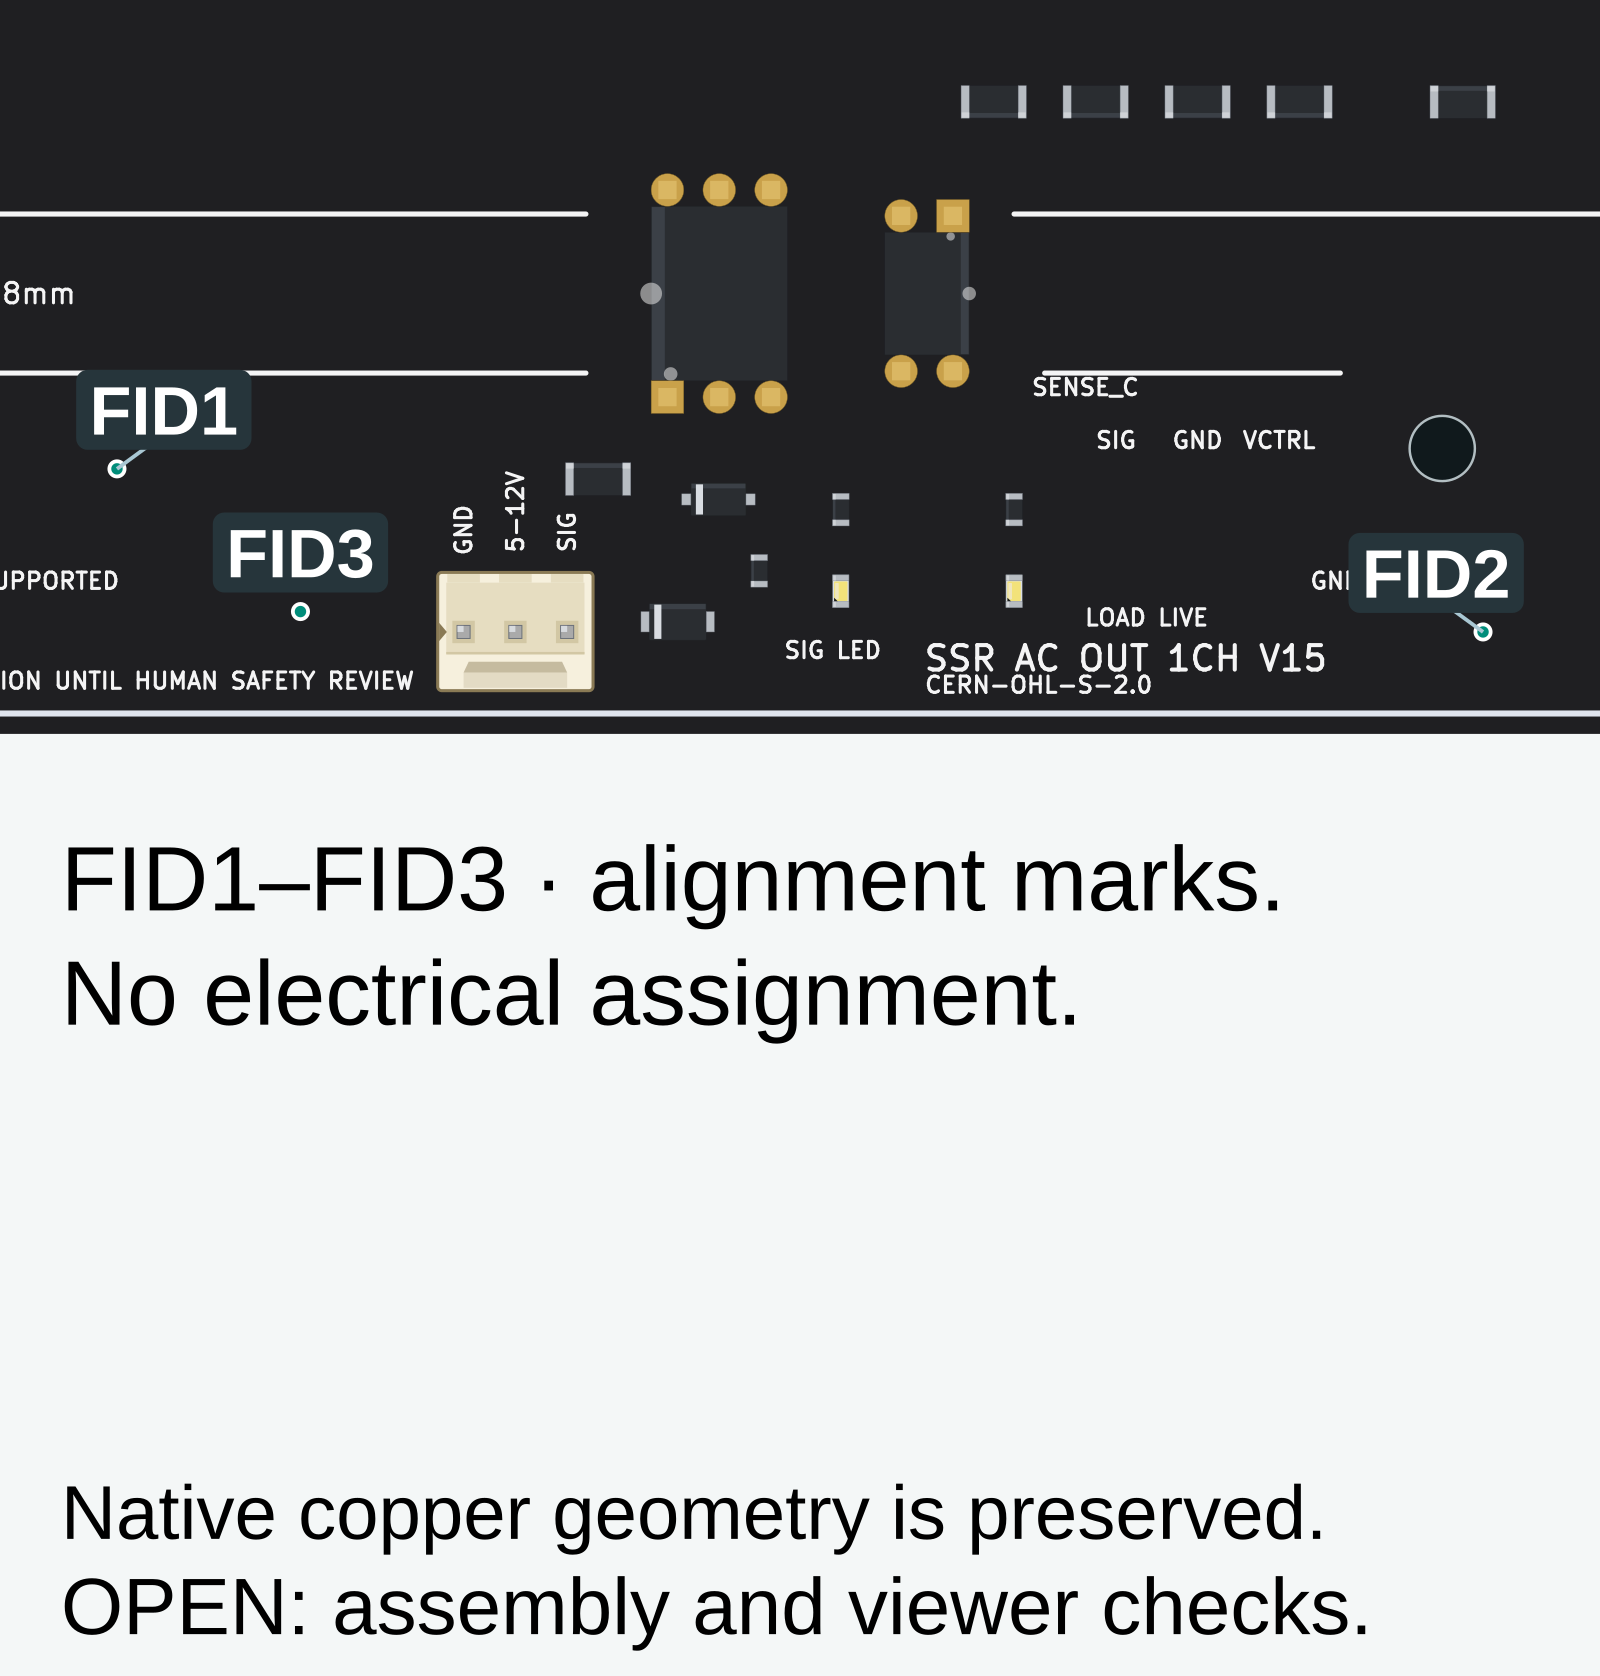 8mm
SENSE_C
FID1
SIG GND VCTRL
GND
5-12V
SIG
FID3
FID2
UPPORTED
LOAD LIVE
SIG LED
SSR AC OUT 1CH V15
ION UNTIL HUMAN SAFETY REVIEW
CERN-OHL-S-2.0
FID1–FID3 · alignment marks.
No electrical assignment.
Native copper geometry is preserved.
OPEN: assembly and viewer checks.